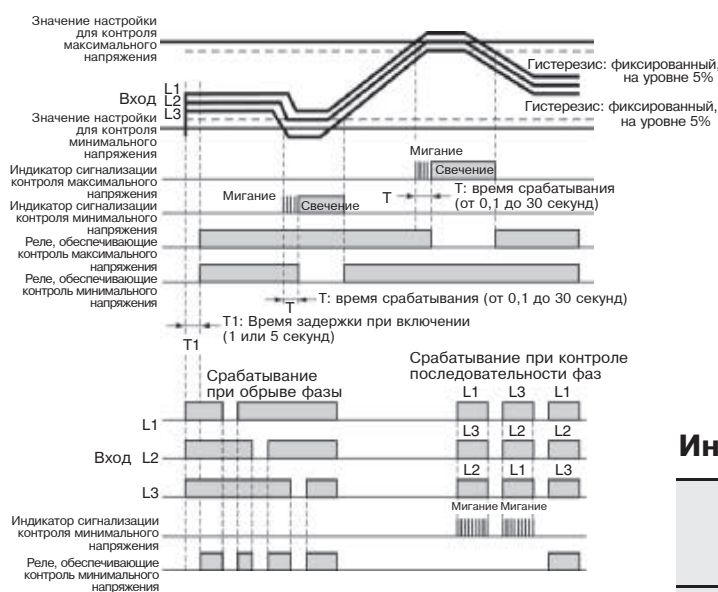 Значение настройки
для контроля
максимального
напряжения
Гистерезис: фиксированный,
на уровне 5%
L1
Вход L2
L3
Гистерезис: фиксированный,
на уровне 5%
Значение настройки
для контроля
минимального
напряжения
Мигание
Индикатор сигнализации
контроля максимального
напряжения
Свечение
Мигание
T
T: время срабатывания
(от 0,1 до 30 секунд)
Индикатор сигнализации
контроля минимального
напряжения
Свечение
Реле, обеспечивающие
контроль максимального
напряжения
Реле, обеспечивающие
контроль минимального
напряжения
T
T: время срабатывания (от 0,1 до 30 секунд)
T1: Время задержки при включении
(1 или 5 секунд)
T1
Срабатывание
при обрыве фазы
Срабатывание при контроле
последовательности фаз
L1 L3 L1
L1
L3 L2 L2
Вход L2
L2 L1 L3
L3
Мигание Мигание
Индикатор сигнализации
контроля минимального
напряжения
Реле, обеспечивающие
контроль минимального
напряжения
Ин